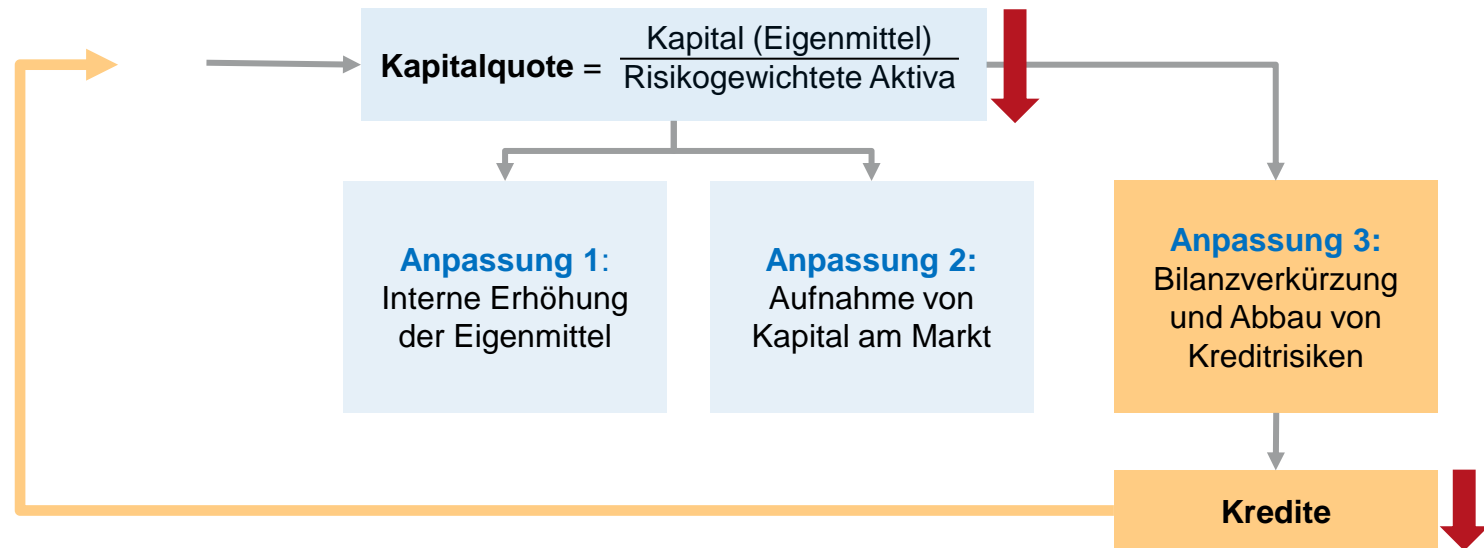 Kapitalquote = Kapital (Eigenmittel)
Risikogewichtete Aktiva
Anpassung 1:
Interne Erhöhung
der Eigenmittel
Anpassung 2:
Aufnahme von
Kapital am Markt
Anpassung 3:
Bilanzverkürzung
und Abbau von
Kreditrisiken
Kredite